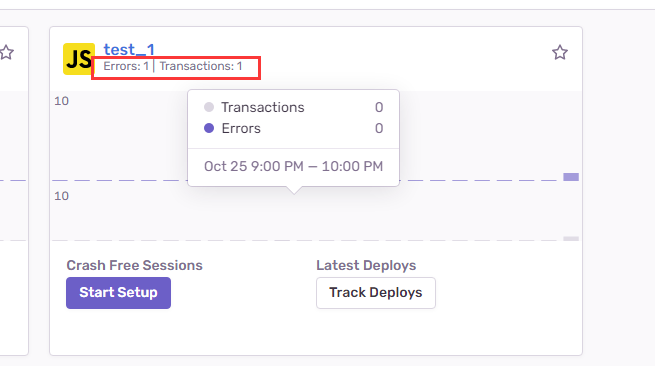 JS
test_1
Errors: 1 | Transactions: 1
10
Transactions 0
Errors 0
Oct 25 9:00 PM — 10:00 PM
10
Crash Free Sessions
Start Setup
Latest Deploys
Track Deploys